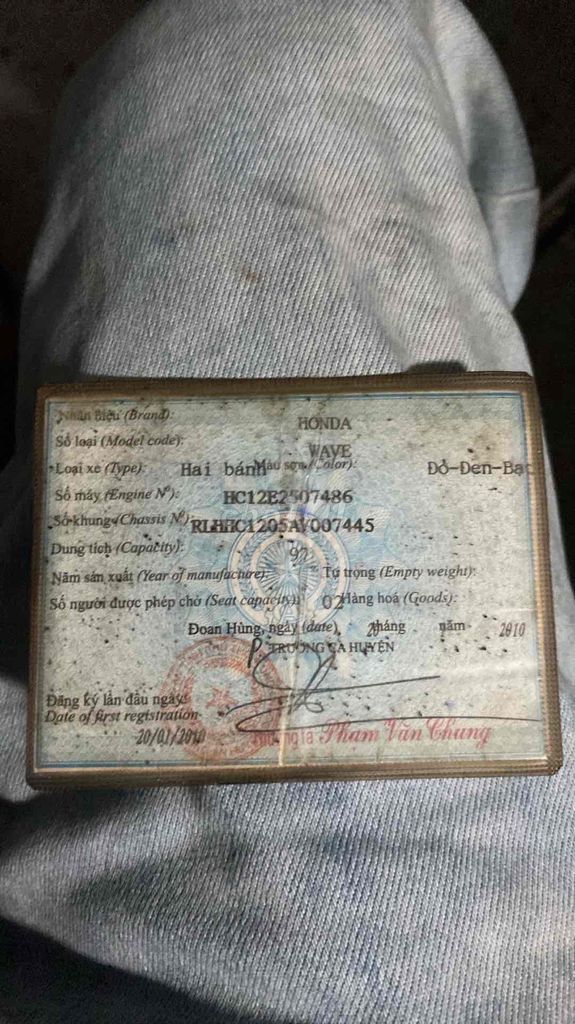 Nhãn hiệu (Brand): HONDA
Số loại (Model code): WAVE
Loại xe (Type): Hai bánh Màu sơn (Color): Đỏ-Đen-Bạc
Số máy (Engine Nº): HC12E2507486
Số khung (Chassis Nº): RLHHC1205AY007445
Dung tích (Capacity): 97
Năm sản xuất (Year of manufacture): Tự trọng (Empty weight):
Số người được phép chở (Seat capacity): 02 Hàng hoá (Goods):
Đoan Hùng, ngày (date) 20 tháng năm 2010
P. TRƯỞNG CA HUYỆN
Đăng ký lần đầu ngày:
Date of first registration
20/01/2010 Phạm Văn Chung